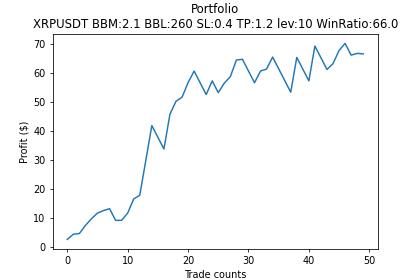 Portfolio
XRPUSDT BBM:2.1 BBL:260 SL:0.4 TP:1.2 lev:10 WinRatio:66.0
70
60
50
40
30
20
10
0
Profit ($)
0 10 20 30 40 50
Trade counts